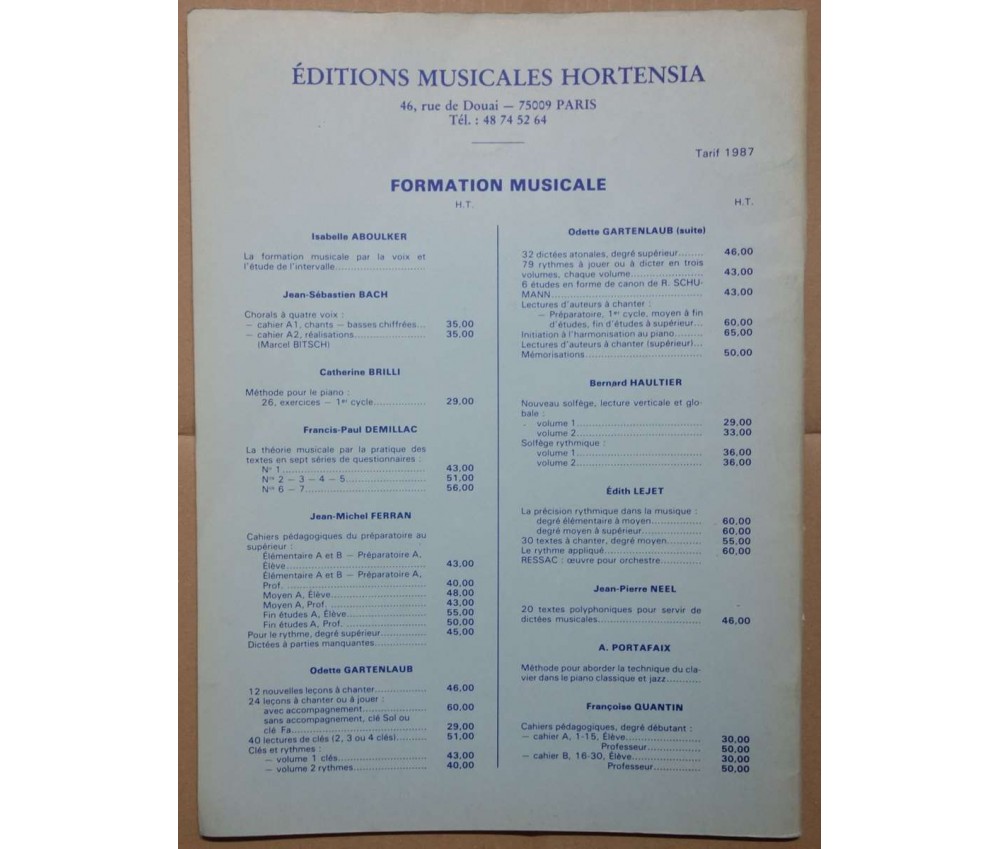 ÉDITIONS MUSICALES HORTENSIA
46, rue de Douai — 75009 PARIS
Tél. : 48 74 52 64
Tarif 1987
FORMATION MUSICALE
H.T.
Isabelle ABOULKER
La formation musicale par la voix et
l'étude de l'intervalle
Jean-Sébastien BACH
Chorals à quatre voix :
— cahier A1, chants — basses chiffrées... 35,00
— cahier A2, réalisations 35,00
(Marcel BITSCH)
Catherine BRILLI
Méthode pour le piano :
26, exercices — 1er cycle 29,00
Francis-Paul DEMILLAC
La théorie musicale par la pratique des
textes en sept séries de questionnaires :
No 1 43,00
Nos 2 — 3 — 4 — 5 51,00
Nos 6 — 7 56,00
Jean-Michel FERRAN
Cahiers pédagogiques du préparatoire au
supérieur :
Élémentaire A et B — Préparatoire A,
Élève 43,00
Élémentaire A et B — Préparatoire A,
Prof. 40,00
Moyen A, Élève 48,00
Moyen A, Prof. 43,00
Fin études A, Élève 55,00
Fin études A, Prof. 50,00
Pour le rythme, degré supérieur 45,00
Dictées à parties manquantes
Odette GARTENLAUB
12 nouvelles leçons à chanter 46,00
24 leçons à chanter ou à jouer :
avec accompagnement 60,00
sans accompagnement, clé Sol ou
clé Fa 29,00
40 lectures de clés (2, 3 ou 4 clés) 51,00
Clés et rythmes :
— volume 1 clés 43,00
— volume 2 rythmes 40,00
H.T.
Odette GARTENLAUB (suite)
32 dictées atonales, degré supérieur 46,00
79 rythmes à jouer ou à dicter en trois
volumes, chaque volume 43,00
6 études en forme de canon de R. SCHU-
MANN 43,00
Lectures d'auteurs à chanter :
— Préparatoire, 1er cycle, moyen à fin
d'études, fin d'études à supérieur... 60,00
Initiation à l'harmonisation au piano 65,00
Lectures d'auteurs à chanter (supérieur)...
Mémorisations 50,00
Bernard HAULTIER
Nouveau solfège, lecture verticale et glo-
bale :
volume 1 29,00
volume 2 33,00
Solfège rythmique :
volume 1 36,00
volume 2 36,00
Édith LEJET
La précision rythmique dans la musique :
degré élémentaire à moyen 60,00
degré moyen à supérieur 60,00
30 textes à chanter, degré moyen 55,00
Le rythme appliqué 60,00
RESSAC : œuvre pour orchestre
Jean-Pierre NEEL
20 textes polyphoniques pour servir de
dictées musicales 46,00
A. PORTAFAIX
Méthode pour aborder la technique du cla-
vier dans le piano classique et jazz
Françoise QUANTIN
Cahiers pédagogiques, degré débutant :
— cahier A, 1-15, Élève 30,00
Professeur 50,00
— cahier B, 16-30, Élève 30,00
Professeur 50,00